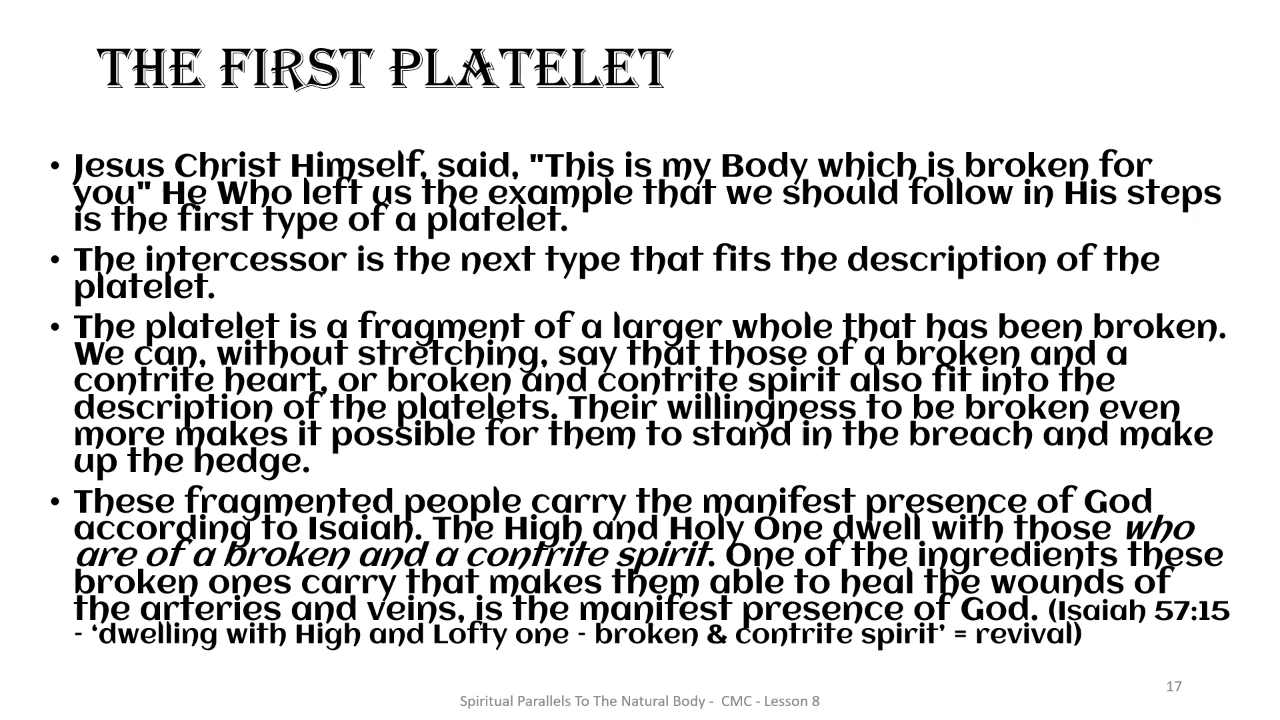 THE FIRST PLATELET
• Jesus Christ Himself, said, "This is my Body which is broken for
you" He Who left us the example that we should follow in His steps
is the first type of a platelet.
• The intercessor is the next type that fits the description of the
platelet.
• The platelet is a fragment of a larger whole that has been broken.
We can, without stretching, say that those of a broken and a
contrite heart, or broken and contrite spirit also fit into the
description of the platelets. Their willingness to be broken even
more makes it possible for them to stand in the breach and make
up the hedge.
• These fragmented people carry the manifest presence of God
according to Isaiah. The High and Holy One dwell with those who
are of a broken and a contrite spirit. One of the ingredients these
broken ones carry that makes them able to heal the wounds of
the arteries and veins, is the manifest presence of God. (Isaiah 57:15
- ‘dwelling with High and Lofty one - broken & contrite spirit’ = revival)
17
Spiritual Parallels To The Natural Body - CMC - Lesson 8